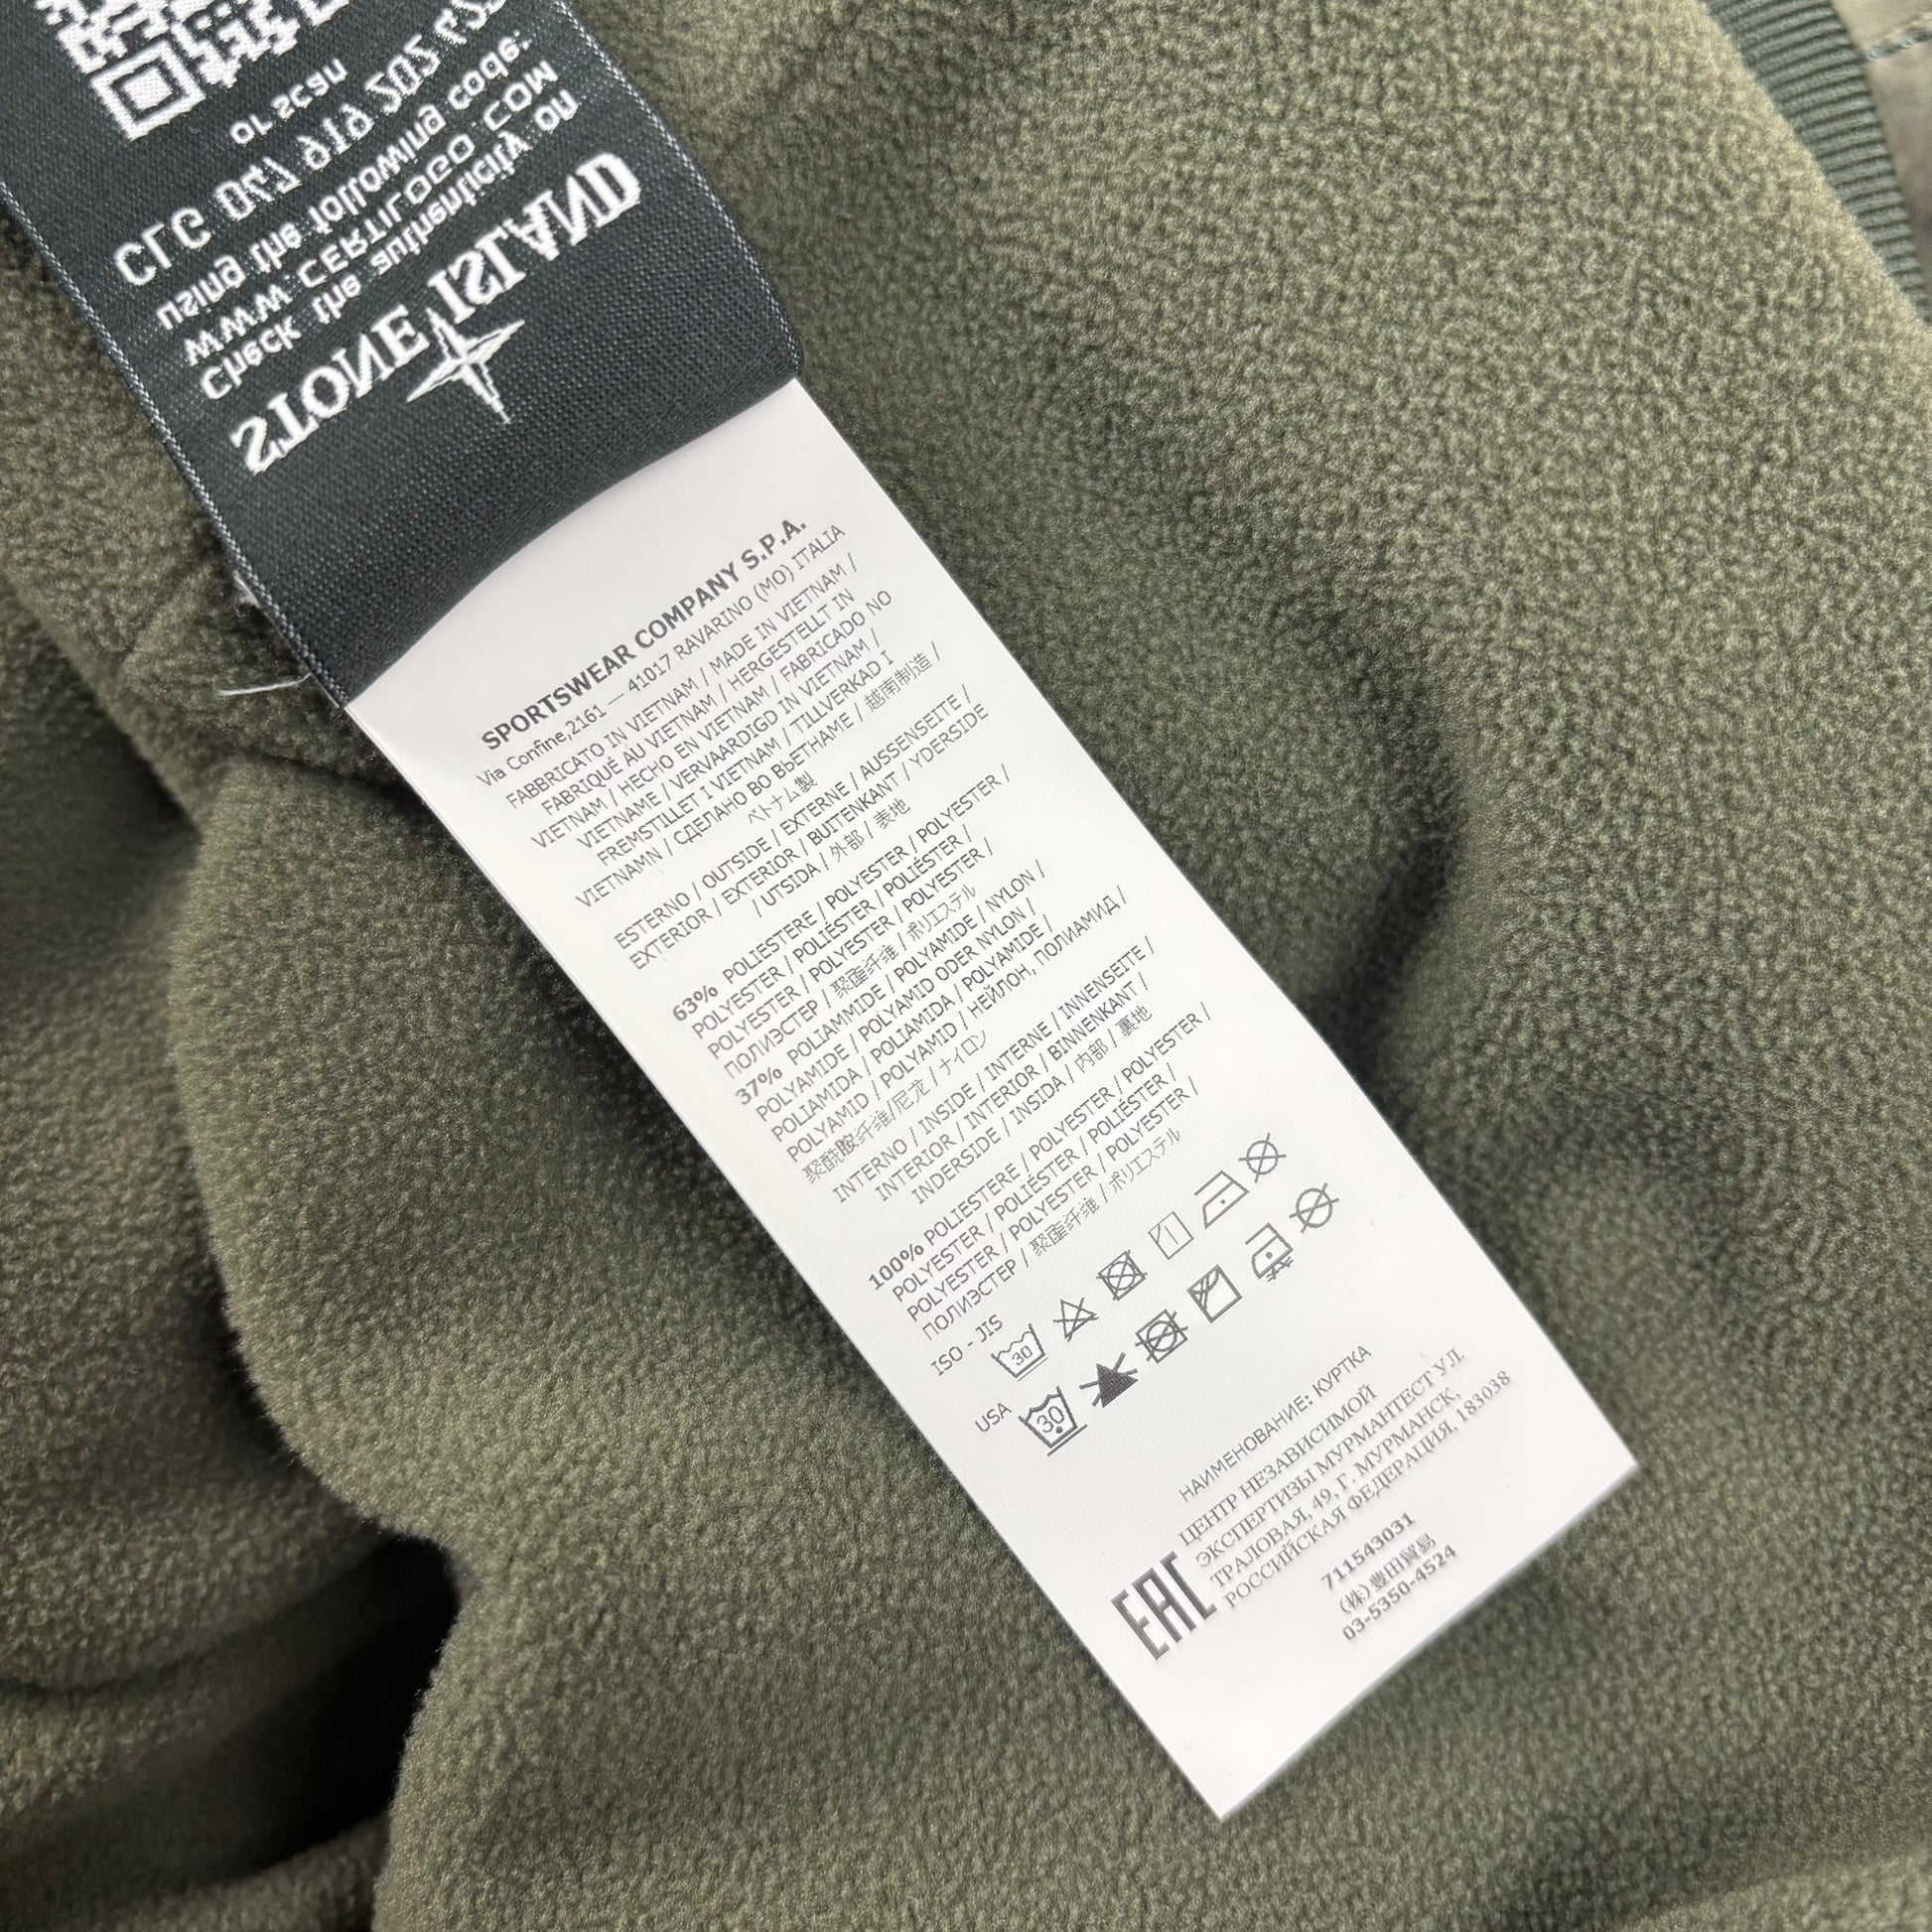 STONE ISLAND
Check the authenticity on
www.CERTILOGO.COM
using the following code:
CLC 027 919 202
or scan
SPORTSWEAR COMPANY S.P.A.
Via Confine,2161 — 41017 RAVARINO (MO) ITALIA
FABBRICATO IN VIETNAM / MADE IN VIETNAM /
FABRIQUÉ AU VIETNAM / HERGESTELLT IN
VIETNAM / HECHO EN VIETNAM / FABRICADO NO
VIETNAME / VERVAARDIGD IN VIETNAM /
FREMSTILLET I VIETNAM / TILLVERKAD I
VIETNAMN / СДЕЛАНО ВО ВЬЕТНАМЕ / 越南制造 /
ベトナム製
ESTERNO / OUTSIDE / EXTERNE / AUSSENSEITE /
EXTERIOR / EXTERIOR / BUITENKANT / YDERSIDE
/ UTSIDA / 外部 / 表地
63% POLIESTERE / POLYESTER / POLYESTER /
POLYESTER / POLIÉSTER / POLIÉSTER /
POLYESTER / POLYESTER / POLYESTER /
ПОЛИЭСТЕР / 聚酯纤维 / ポリエステル
37% POLIAMMIDE / POLYAMIDE / NYLON /
POLYAMIDE / POLYAMID ODER NYLON /
POLIAMIDA / POLIAMIDA / POLYAMIDE /
POLYAMID / POLYAMID / НЕЙЛОН, ПОЛИАМИД /
聚酰胺纤维/尼龙 / ナイロン
INTERNO / INSIDE / INTERNE / INNENSEITE /
INTERIOR / INTERIOR / BINNENKANT /
INDERSIDE / INSIDA / 内部 / 裏地
100% POLIESTERE / POLYESTER / POLYESTER /
POLYESTER / POLIÉSTER / POLIÉSTER /
POLYESTER / POLYESTER / POLYESTER /
ПОЛИЭСТЕР / 聚酯纤维 / ポリエステル
ISO - JIS 30
USA 30
НАИМЕНОВАНИЕ: КУРТКА
ЦЕНТР НЕЗАВИСИМОЙ
ЭКСПЕРТИЗЫ МУРМАНТЕСТ УЛ.
ТРАЛОВАЯ, 49, Г. МУРМАНСК,
РОССИЙСКАЯ ФЕДЕРАЦИЯ, 183038
EAC
711543031
(株) 豊田貿易
03-5350-4524